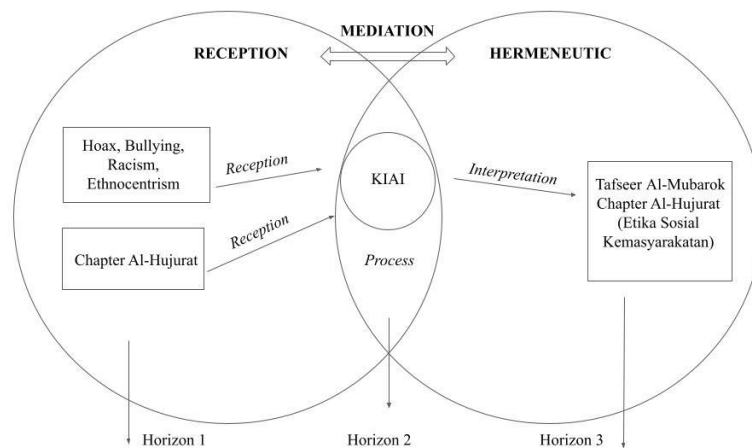 MEDIATION
RECEPTION
HERMENEUTIC
Hoax, Bullying,
Racism,
Ethnocentrism
Reception
Chapter Al-Hujurat
Reception
KIAI
Process
Interpretation
Tafseer Al-Mubarok
Chapter Al-Hujurat
(Etika Sosial
Kemasyarakatan)
Horizon 1
Horizon 2
Horizon 3